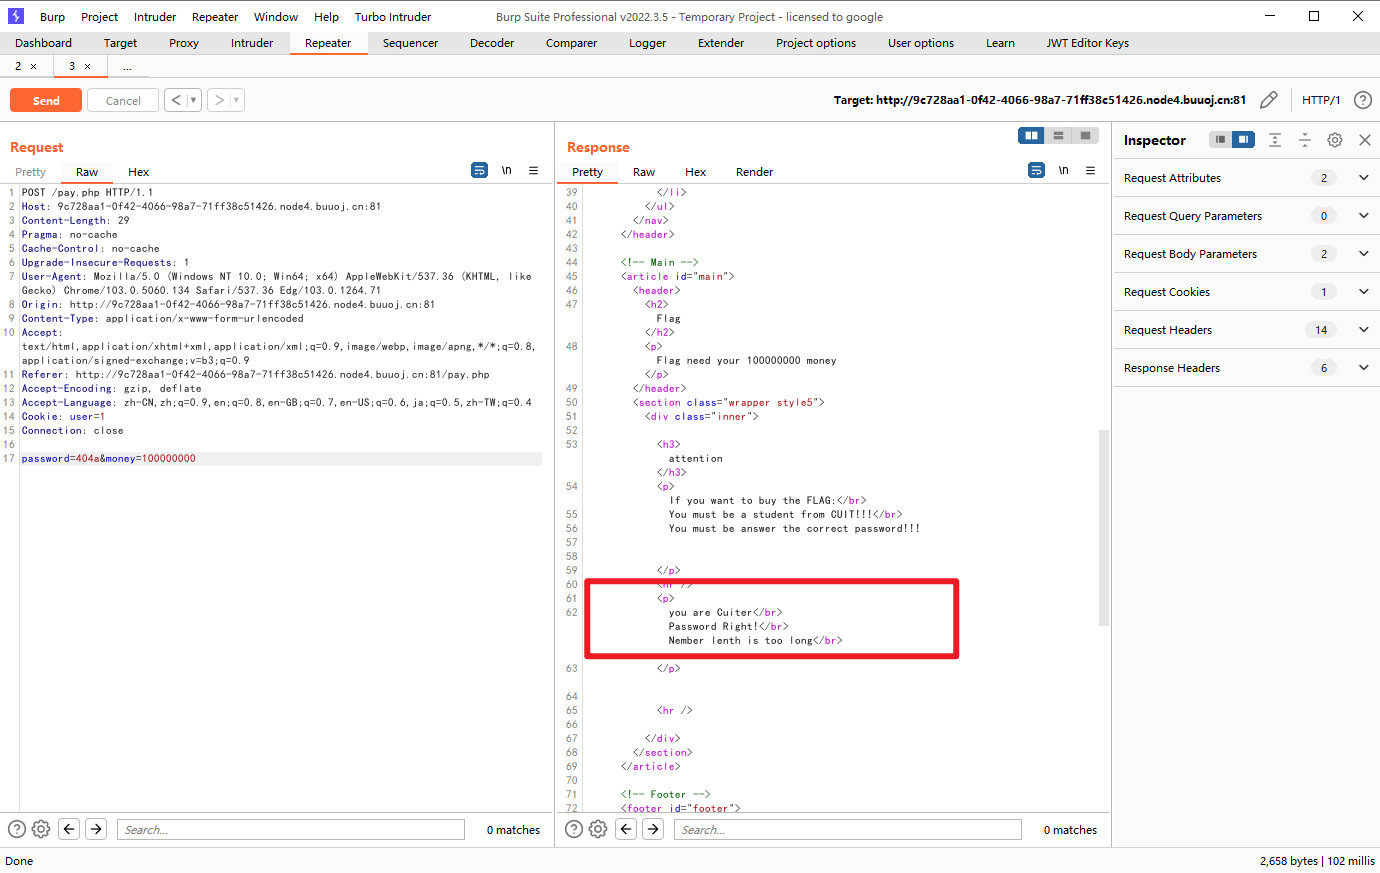 Burp Project Intruder Repeater Window Help Turbo Intruder Burp Suite Professional v2022.3.5 - Temporary Project - licensed to google
Dashboard Target Proxy Intruder Repeater Sequencer Decoder Comparer Logger Extender Project options User options Learn JWT Editor Keys
2 × 3 × ...
Send Cancel < > Target: http://9c728aa1-0f42-4066-98a7-71ff38c51426.node4.buuoj.cn:81 HTTP/1 ?
Request
Pretty Raw Hex \n
1 POST /pay.php HTTP/1.1
2 Host: 9c728aa1-0f42-4066-98a7-71ff38c51426.node4.buuoj.cn:81
3 Content-Length: 29
4 Pragma: no-cache
5 Cache-Control: no-cache
6 Upgrade-Insecure-Requests: 1
7 User-Agent: Mozilla/5.0 (Windows NT 10.0; Win64; x64) AppleWebKit/537.36 (KHTML, like
Gecko) Chrome/103.0.5060.134 Safari/537.36 Edg/103.0.1264.71
8 Origin: http://9c728aa1-0f42-4066-98a7-71ff38c51426.node4.buuoj.cn:81
9 Content-Type: application/x-www-form-urlencoded
10 Accept:
text/html,application/xhtml+xml,application/xml;q=0.9,image/webp,image/apng,*/*;q=0.8,
application/signed-exchange;v=b3;q=0.9
11 Referer: http://9c728aa1-0f42-4066-98a7-71ff38c51426.node4.buuoj.cn:81/pay.php
12 Accept-Encoding: gzip, deflate
13 Accept-Language: zh-CN,zh;q=0.9,en;q=0.8,en-GB;q=0.7,en-US;q=0.6,ja;q=0.5,zh-TW;q=0.4
14 Cookie: user=1
15 Connection: close
16
17 password=404a&money=100000000
? Search... 0 matches
Response
Pretty Raw Hex Render \n
39 </li>
40 </ul>
41 </nav>
42 </header>
43
44 <!-- Main -->
45 <article id="main">
46 <header>
47 <h2>
Flag
</h2>
48 <p>
Flag need your 100000000 money
</p>
49 </header>
50 <section class="wrapper style5">
51 <div class="inner">
52
53 <h3>
attention
</h3>
54 <p>
If you want to buy the FLAG:</br>
55 You must be a student from CUIT!!!</br>
56 You must be answer the correct password!!!
57
58
59 </p>
60 <hr />
61 <p>
62 you are Cuiter</br>
Password Right!</br>
Nember lenth is too long</br>
63 </p>
64
65 <hr />
66
67 </div>
68 </section>
69 </article>
70
71 <!-- Footer -->
72 <footer id="footer">
? Search... 0 matches
Inspector
Request Attributes 2
Request Query Parameters 0
Request Body Parameters 2
Request Cookies 1
Request Headers 14
Response Headers 6
Done 2,658 bytes | 102 millis